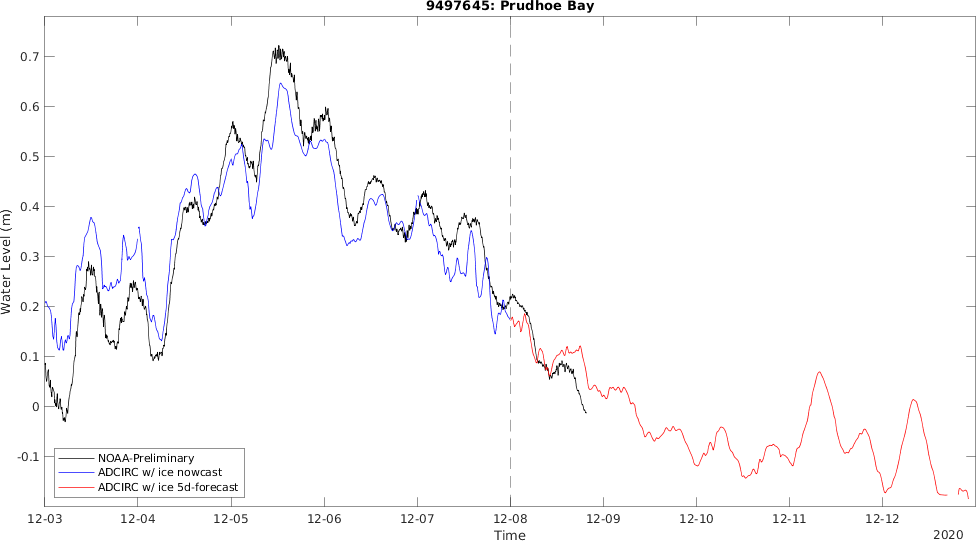 9497645: Prudhoe Bay
Water Level (m)
0.7
0.6
0.5
0.4
0.3
0.2
0.1
0
-0.1
NOAA-Preliminary
ADCIRC w/ ice nowcast
ADCIRC w/ ice 5d-forecast
12-03 12-04 12-05 12-06 12-07 12-08 12-09 12-10 12-11 12-12
Time
2020